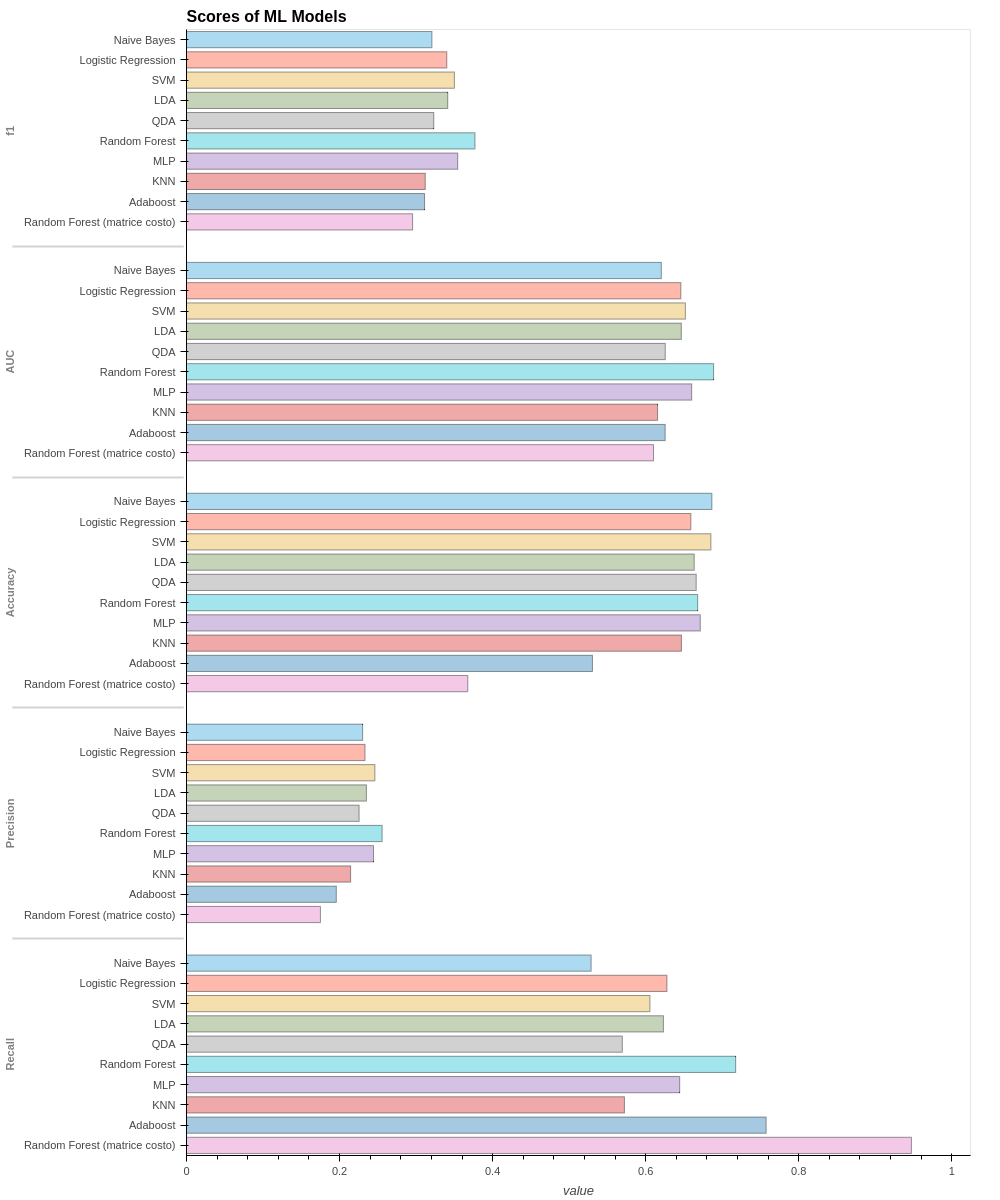 Scores of ML Models
f1
Naive Bayes
Logistic Regression
SVM
LDA
QDA
Random Forest
MLP
KNN
Adaboost
Random Forest (matrice costo)
AUC
Naive Bayes
Logistic Regression
SVM
LDA
QDA
Random Forest
MLP
KNN
Adaboost
Random Forest (matrice costo)
Accuracy
Naive Bayes
Logistic Regression
SVM
LDA
QDA
Random Forest
MLP
KNN
Adaboost
Random Forest (matrice costo)
Precision
Naive Bayes
Logistic Regression
SVM
LDA
QDA
Random Forest
MLP
KNN
Adaboost
Random Forest (matrice costo)
Recall
Naive Bayes
Logistic Regression
SVM
LDA
QDA
Random Forest
MLP
KNN
Adaboost
Random Forest (matrice costo)
0 0.2 0.4 0.6 0.8 1
value